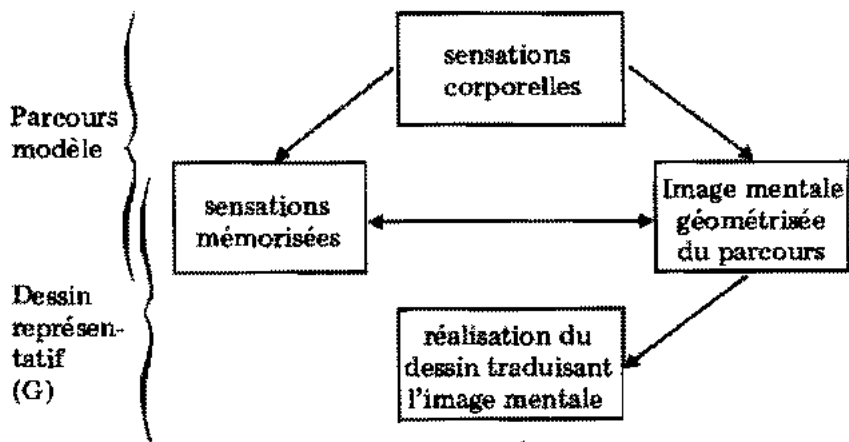 sensations
corporelles
Parcours
modèle
sensations
mémorisées
Image mentale
géométrisée
du parcours
Dessin
représen-
tatif
(G)
réalisation du
dessin traduisant
l'image mentale